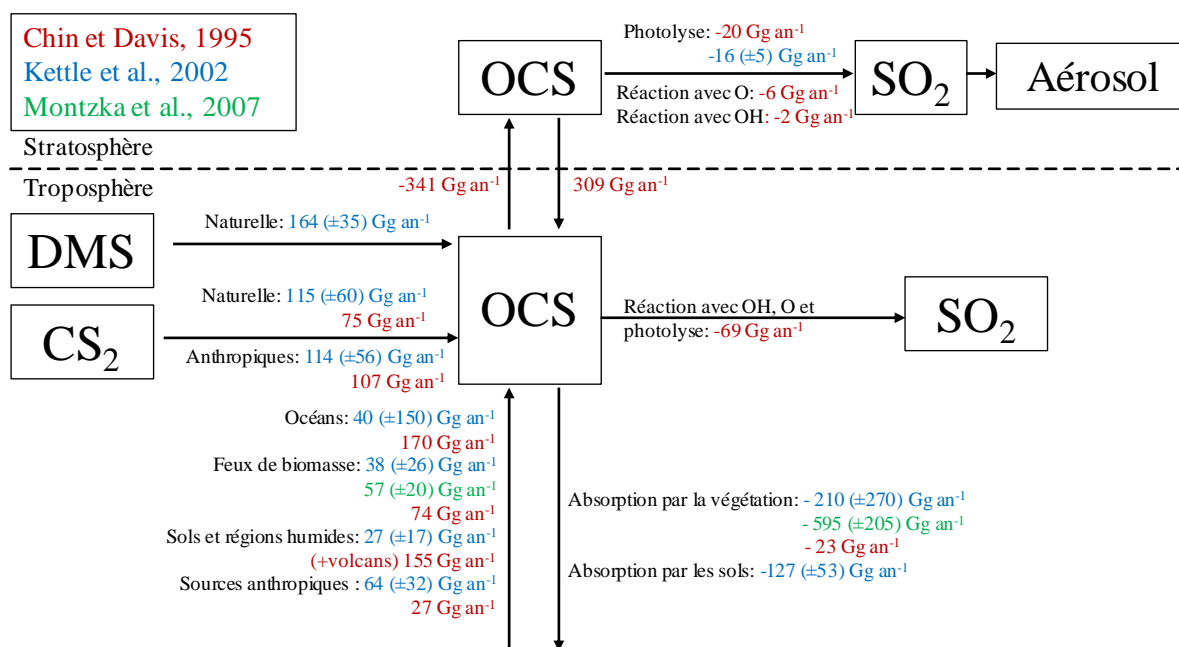 Chin et Davis, 1995
Kettle et al., 2002
Montzka et al., 2007
Stratosphère
OCS
Photolyse: -20 Gg an⁻¹
-16 (±5) Gg an⁻¹
Réaction avec O: -6 Gg an⁻¹
Réaction avec OH: -2 Gg an⁻¹
SO₂
Aérosol
Troposphère
-341 Gg an⁻¹
309 Gg an⁻¹
DMS
Naturelle: 164 (±35) Gg an⁻¹
CS₂
Naturelle: 115 (±60) Gg an⁻¹
75 Gg an⁻¹
Anthropiques: 114 (±56) Gg an⁻¹
107 Gg an⁻¹
OCS
Réaction avec OH, O et
photolyse: -69 Gg an⁻¹
SO₂
Océans: 40 (±150) Gg an⁻¹
170 Gg an⁻¹
Feux de biomasse: 38 (±26) Gg an⁻¹
57 (±20) Gg an⁻¹
74 Gg an⁻¹
Sols et régions humides: 27 (±17) Gg an⁻¹
(+volcans) 155 Gg an⁻¹
Sources anthropiques : 64 (±32) Gg an⁻¹
27 Gg an⁻¹
Absorption par la végétation: - 210 (±270) Gg an⁻¹
- 595 (±205) Gg an⁻¹
- 23 Gg an⁻¹
Absorption par les sols: -127 (±53) Gg an⁻¹